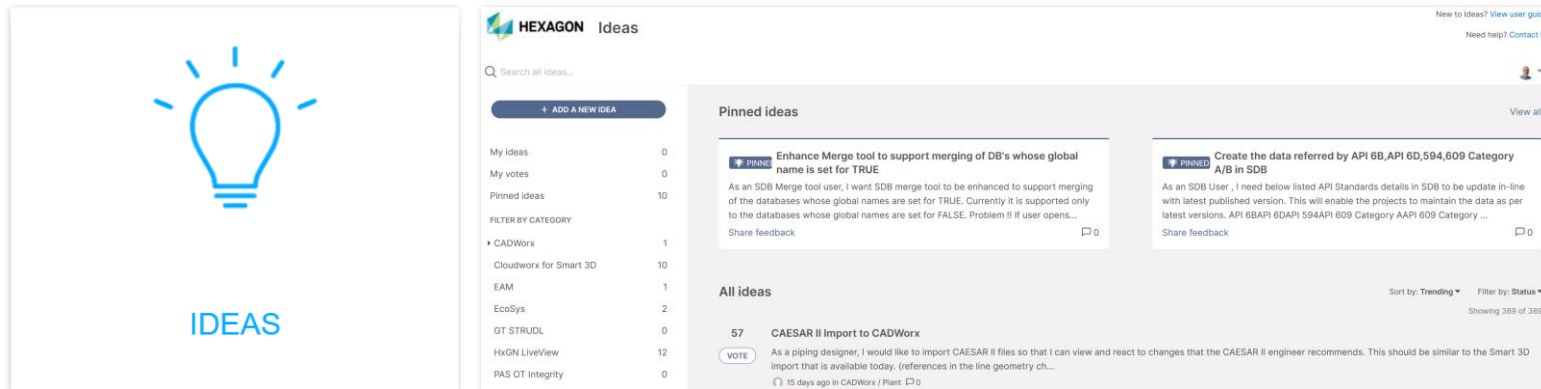 IDEAS
HEXAGON Ideas
New to Ideas? View user guid
Need help? Contact
Search all ideas...
+ ADD A NEW IDEA
My ideas 0
My votes 0
Pinned ideas 10
FILTER BY CATEGORY
CADWorx 1
Cloudworx for Smart 3D 10
EAM 1
EcoSys 2
GT STRUDL 0
HxGN LiveView 12
PAS OT Integrity 0
Pinned ideas
View all
PINNED Enhance Merge tool to support merging of DB's whose global
name is set for TRUE
As an SDB Merge tool user, I want SDB merge tool to be enhanced to support merging
of the databases whose global names are set for TRUE. Currently it is supported only
to the databases whose global names are set for FALSE. Problem !! If user opens...
Share feedback 0
PINNED Create the data referred by API 6B,API 6D,594,609 Category
A/B in SDB
As an SDB User , I need below listed API Standards details in SDB to be update in-line
with latest published version. This will enable the projects to maintain the data as per
latest versions. API 6BAPI 6DAPI 594API 609 Category AAPI 609 Category ...
Share feedback 0
All ideas
Sort by: Trending Filter by: Status
Showing 389 of 389
57 CAESAR II Import to CADWorx
VOTE As a piping designer, I would like to import CAESAR II files so that I can view and react to changes that the CAESAR II engineer recommends. This should be similar to the Smart 3D
import that is available today. (references in the line geometry ch...
15 days ago in CADWorx / Plant 0